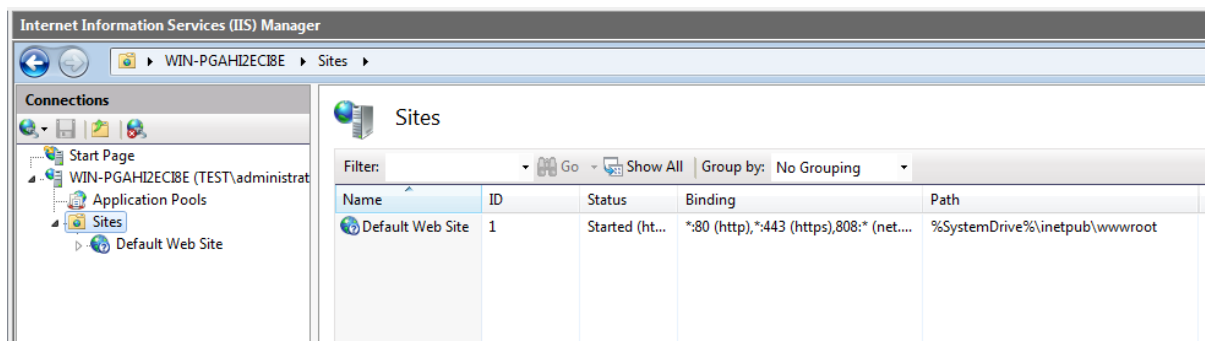 Internet Information Services (IIS) Manager
WIN-PGAHI2ECI8E Sites
Connections
Start Page
WIN-PGAHI2ECI8E (TEST\administrat
Application Pools
Sites
Default Web Site
Sites
Filter: Go Show All Group by: No Grouping
Name ID Status Binding Path
Default Web Site 1 Started (ht... *:80 (http),*:443 (https),808:* (net.... %SystemDrive%\inetpub\wwwroot